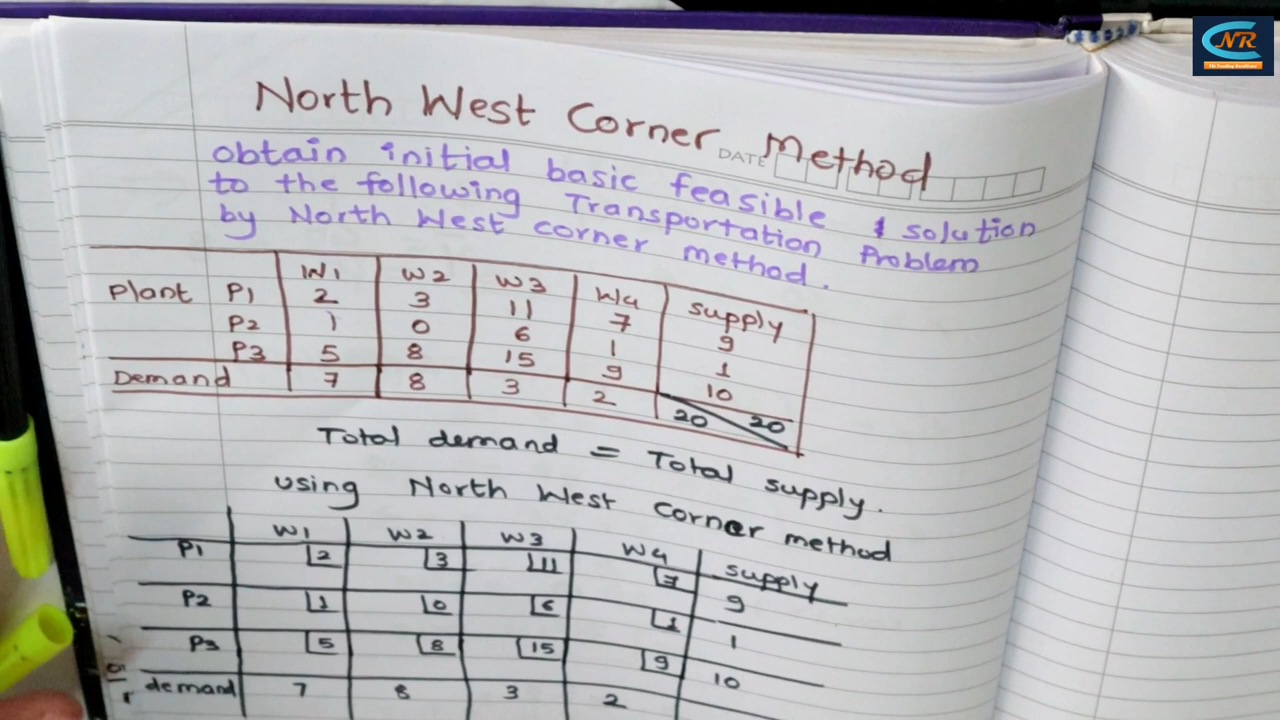 North West Corner Method
DATE
obtain initial basic feasible solution
to the following Transportation Problem
by North West corner method.
W1 W2 W3 W4 Supply
Plant P1 2 3 11 7 9
P2 1 0 6 1 1
P3 5 8 15 9 10
Demand 7 8 3 2 20 20
Total demand = Total supply.
using North West corner method
W1 W2 W3 W4 Supply
P1 2 3 11 7 9
P2 1 0 6 1 1
P3 5 8 15 9 10
demand 7 8 3 2
NR